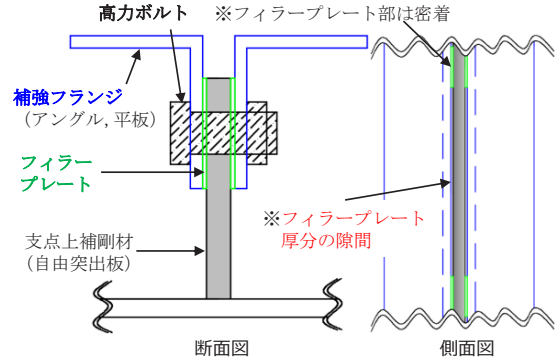 高力ボルト
※フィラープレート部は密着
補強フランジ
(アングル, 平板)
フィラー
プレート
※フィラープレート
厚分の隙間
支点上補剛材
(自由突出板)
断面図
側面図